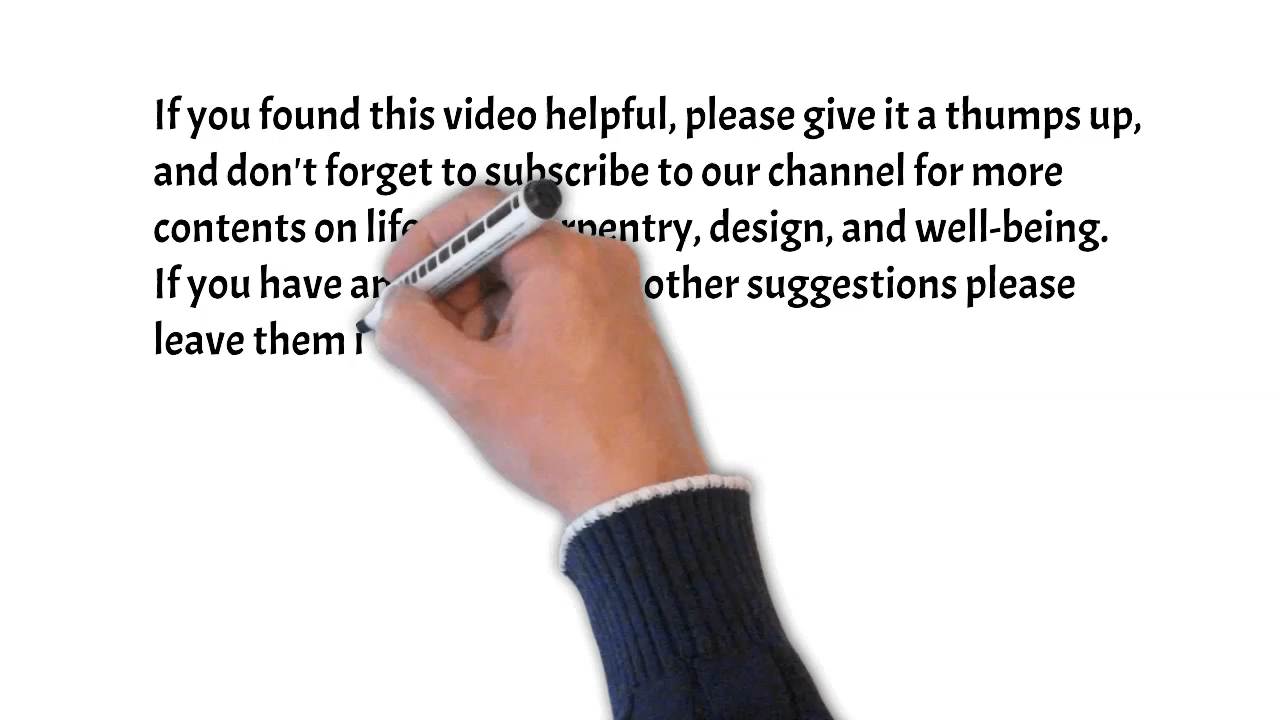 If you found this video helpful, please give it a thumps up,
and don't forget to subscribe to our channel for more
contents on design, and well-being.
If you have other suggestions please
leave them